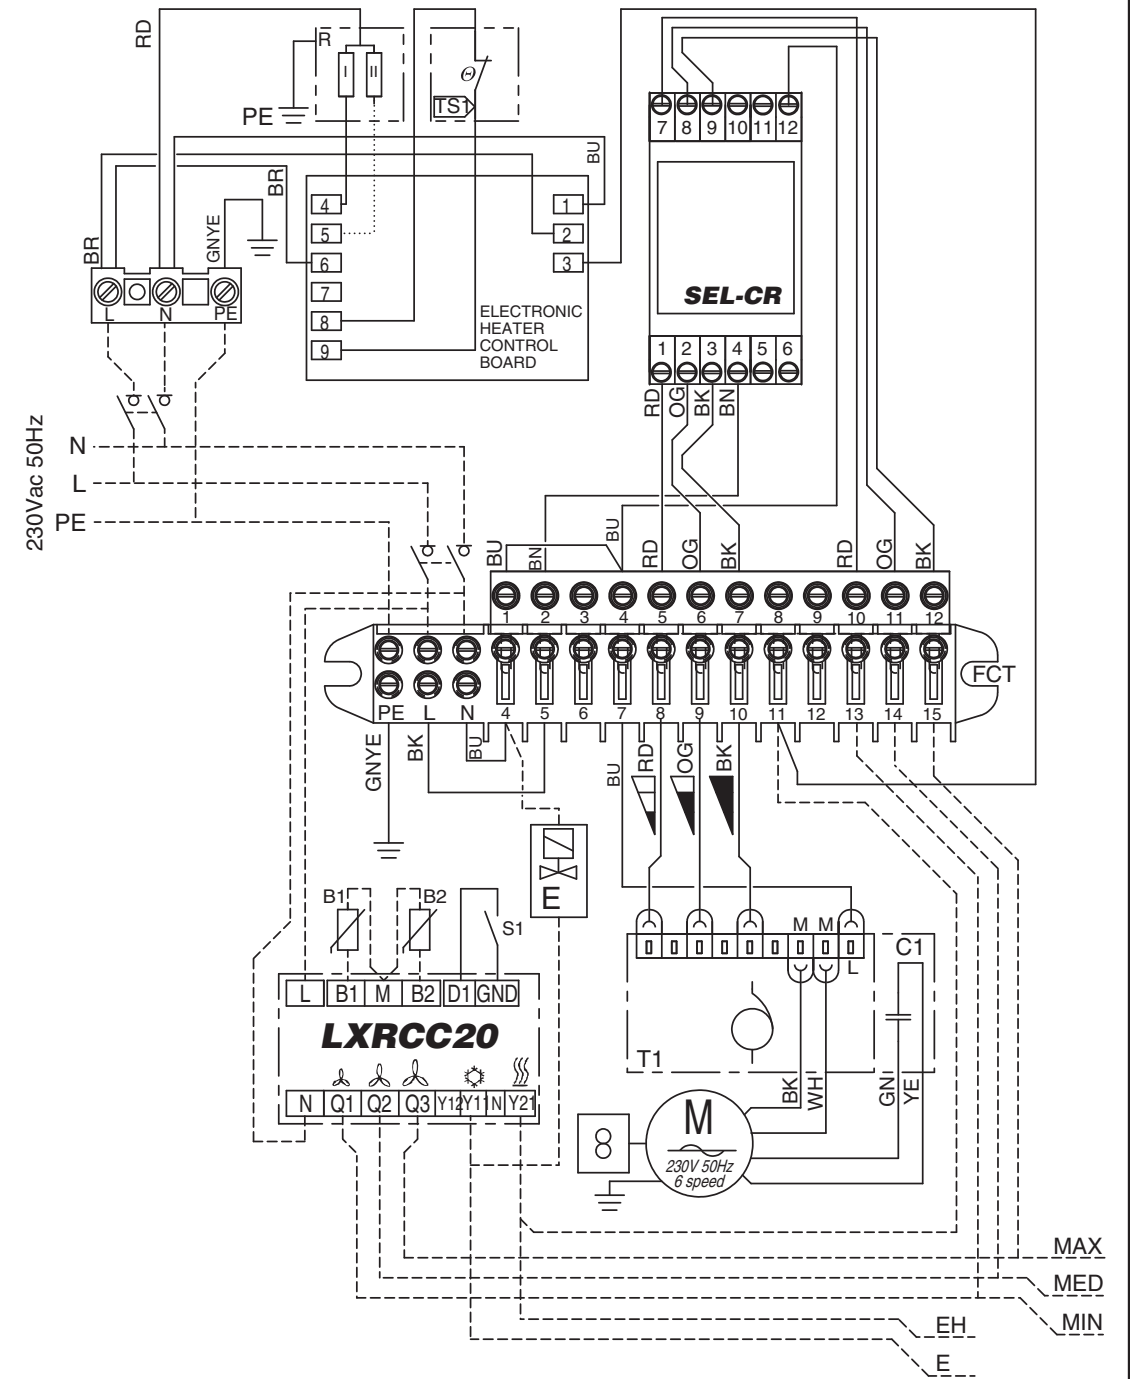 RD
R
I
II
Θ
TS1
PE
BU
BR
BR
GNYE
4
5
6
7
8
9
1
2
3
L
N
PE
ELECTRONIC
HEATER
CONTROL
BOARD
7 8 9 10 11 12
SEL-CR
1 2 3 4 5 6
RD
OG
BK
BN
230Vac 50Hz
N
L
PE
BU
BN
BU
RD
OG
BK
RD
OG
BK
1 2 3 4 5 6 7 8 9 10 11 12
FCT
PE L N 4 5 6 7 8 9 10 11 12 13 14 15
GNYE
BK
BU
BU
RD
OG
BK
E
B1
B2
S1
L B1 M B2 D1 GND
LXRCC20
N Q1 Q2 Q3 Y12 Y11 N Y21
M M
L
C1
T1
BK
WH
GN
YE
M
230V 50Hz
6 speed
8
MAX
MED
MIN
EH
E